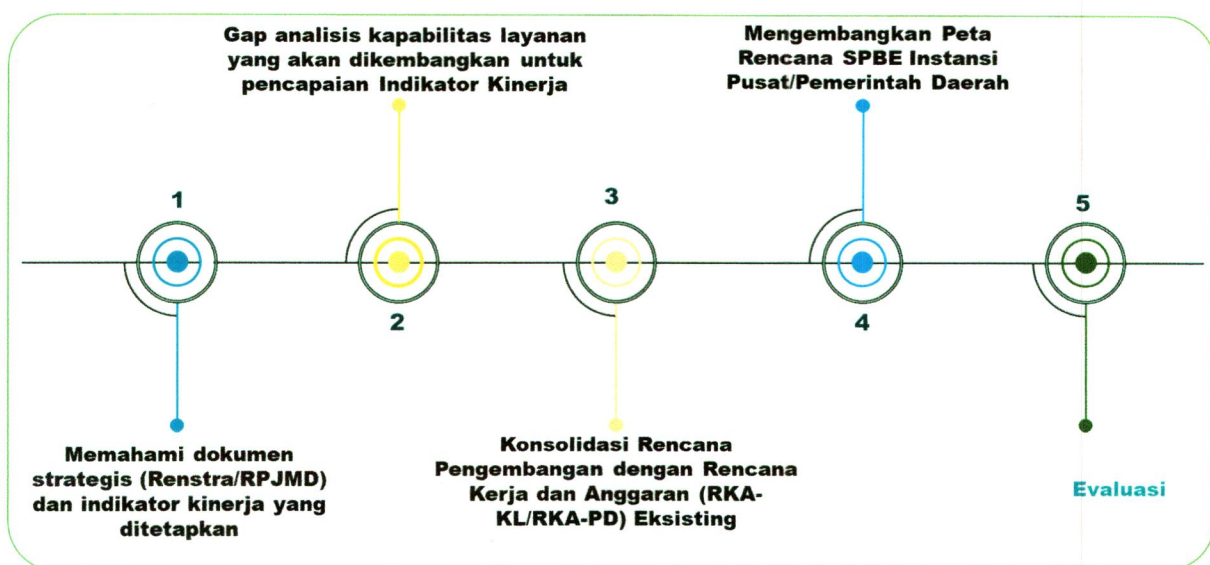 1
Memahami dokumen
strategis (Renstra/RPJMD)
dan indikator kinerja yang
ditetapkan
Gap analisis kapabilitas layanan
yang akan dikembangkan untuk
pencapaian Indikator Kinerja
2
3
Konsolidasi Rencana
Pengembangan dengan Rencana
Kerja dan Anggaran (RKA-
KL/RKA-PD) Eksisting
Mengembangkan Peta
Rencana SPBE Instansi
Pusat/Pemerintah Daerah
4
5
Evaluasi